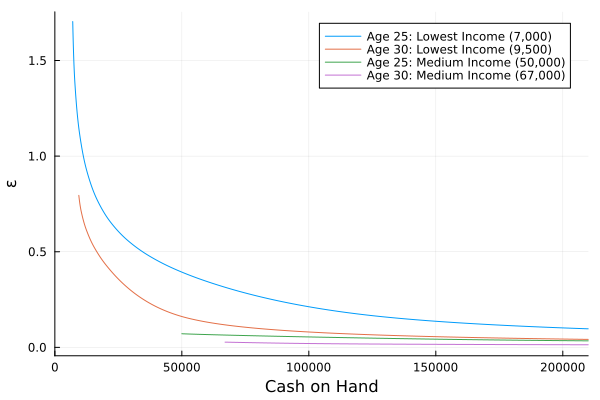 Age 25: Lowest Income (7,000)
Age 30: Lowest Income (9,500)
Age 25: Medium Income (50,000)
Age 30: Medium Income (67,000)
1.5
1.0
0.5
0.0
ε
0 50000 100000 150000 200000
Cash on Hand